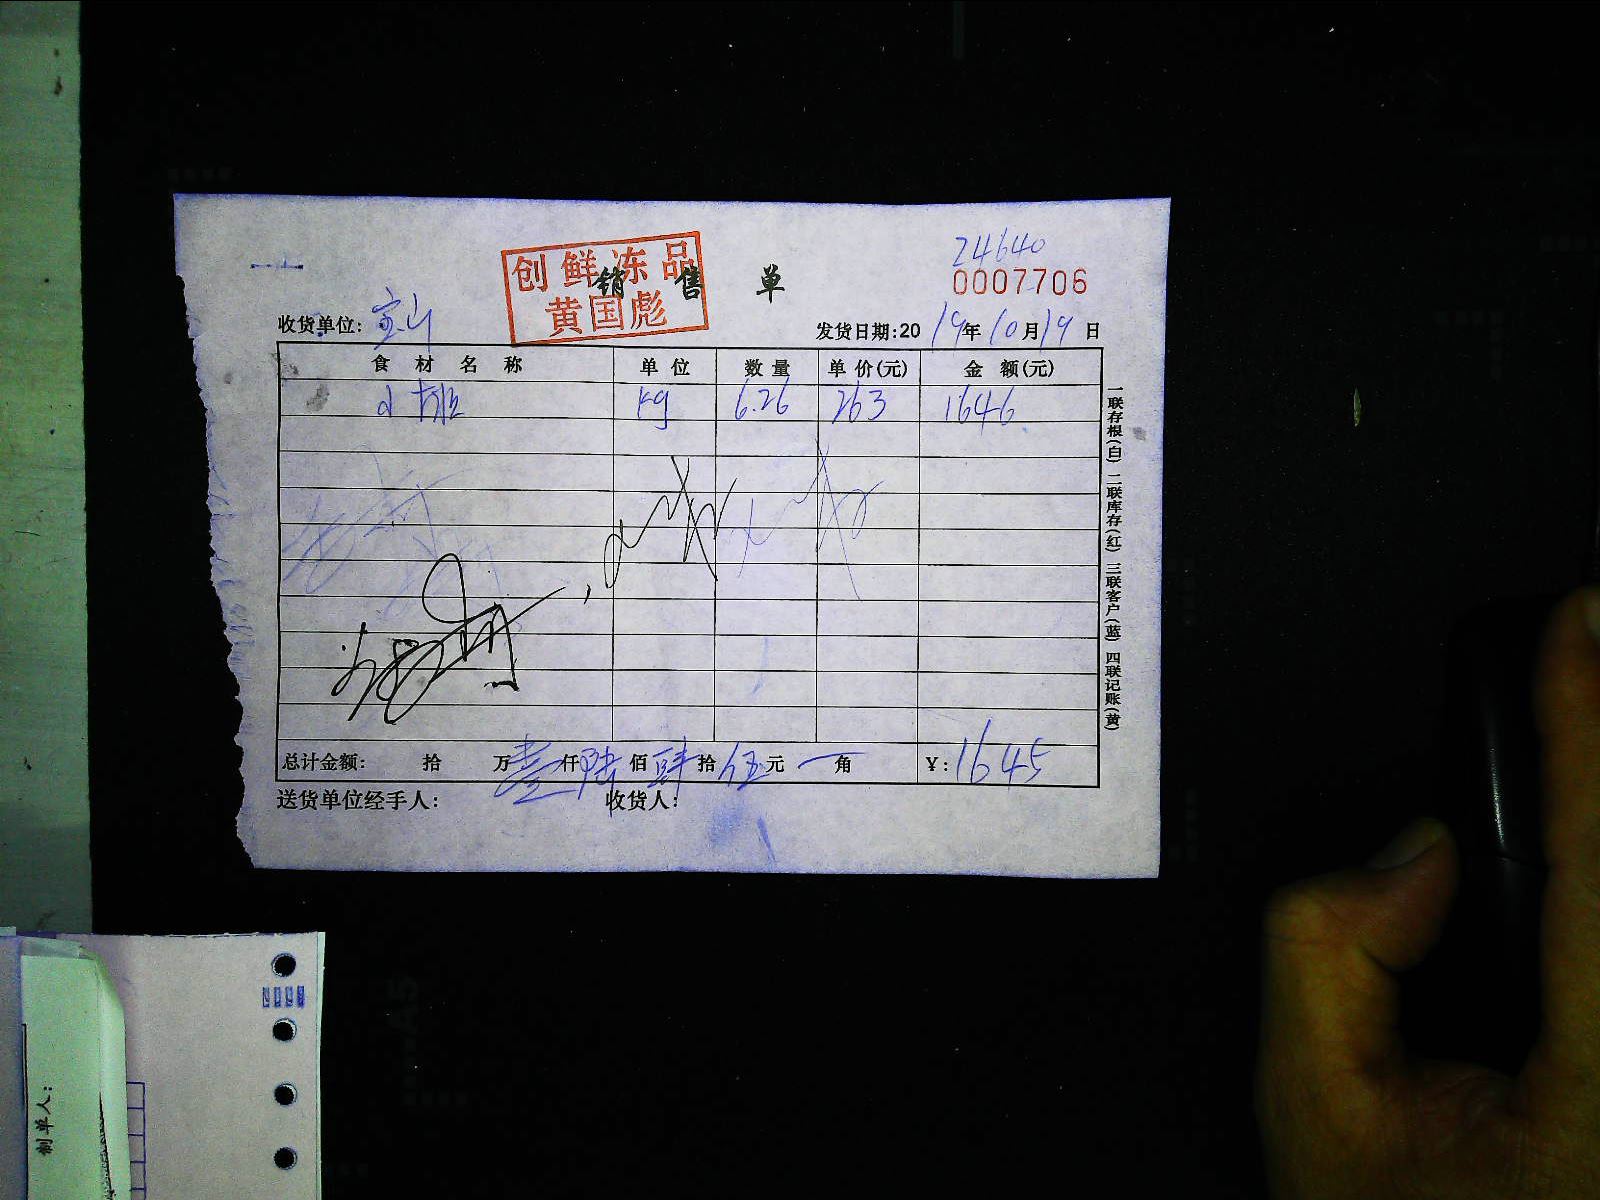 24640
创鲜冻品
黄国彪
销售单
0007706
收货单位: 宝山
发货日期:20 19 年 10 月 19 日
食材名称 单位 数量 单价(元) 金额(元)
kg 6.26 263 1646
总计金额: 拾 万 壹 仟 陆 佰 肆 拾 伍 元 一 角 ¥: 1645
送货单位经手人: 收货人:
一联存根(白) 二联库存(红) 三联客户(蓝) 四联记账(黄)
制单人: